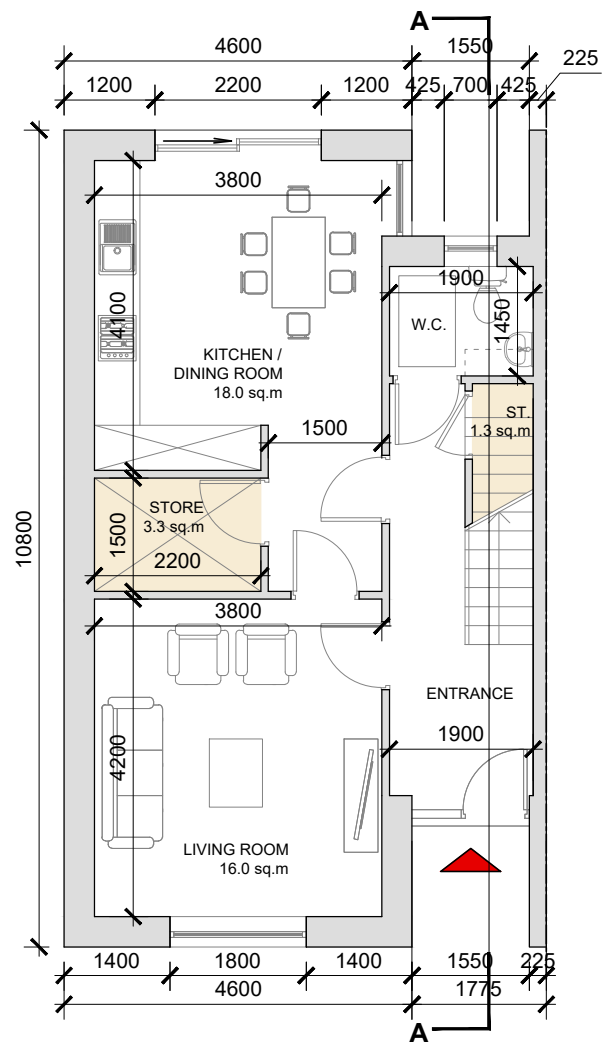 A
4600
1550
225
1200
2200
1200
425
700
425
3800
1900
W.C.
1450
4100
KITCHEN /
DINING ROOM
18.0 sq.m
ST.
1.3 sq.m
1500
STORE
3.3 sq.m
1500
2200
10800
3800
ENTRANCE
1900
4200
LIVING ROOM
16.0 sq.m
1400
1800
1400
1550
225
4600
1775
A